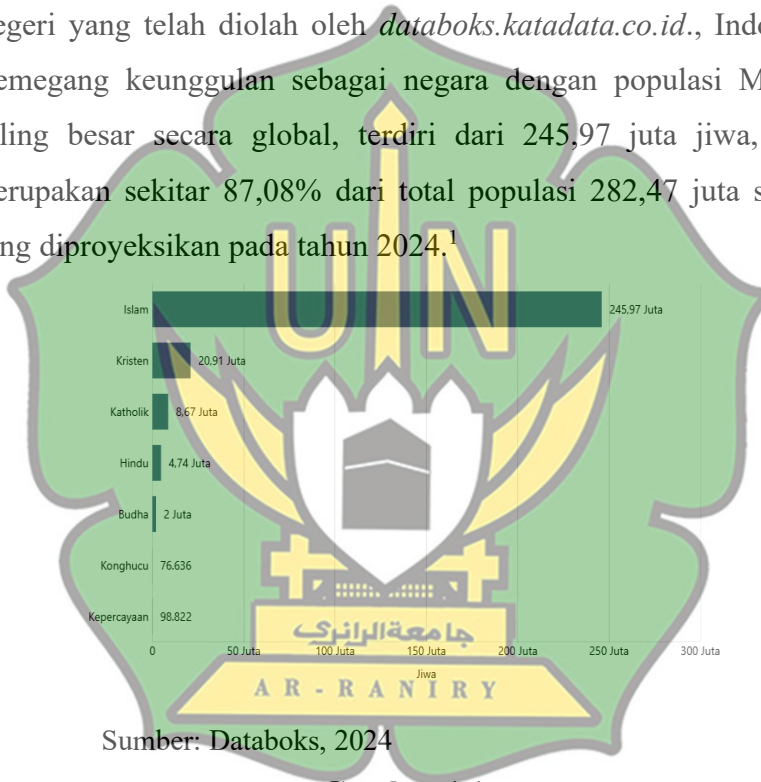 egeri yang telah diolah oleh databoks.katadata.co.id., Indo
emegang keunggulan sebagai negara dengan populasi M
ling besar secara global, terdiri dari 245,97 juta jiwa,
erupakan sekitar 87,08% dari total populasi 282,47 juta s
ng diproyeksikan pada tahun 2024.1
UIN
Islam 245,97 Juta
Kristen 20,91 Juta
Katholik 8,67 Juta
Hindu 4,74 Juta
Budha 2 Juta
Konghucu 76.636
Kepercayaan 98.822
جامعة الرانري
0 50 Juta 100 Juta 150 Juta 200 Juta 250 Juta 300 Juta
Jiwa
AR-RANIRY
Sumber: Databoks, 2024